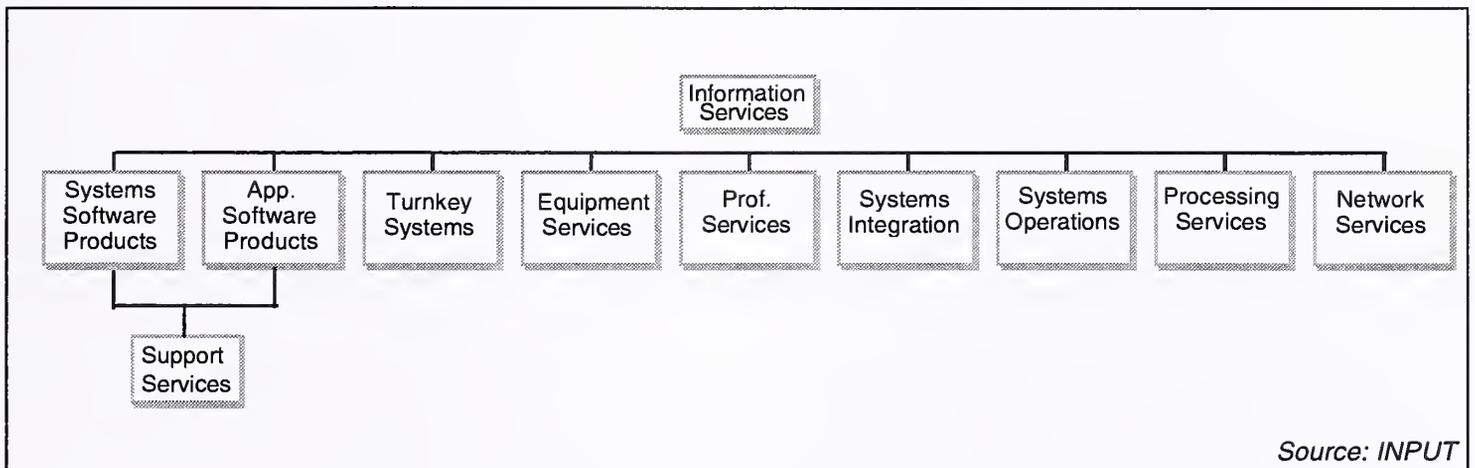 Information
Services
Systems
Software
Products
App.
Software
Products
Turnkey
Systems
Equipment
Services
Prof.
Services
Systems
Integration
Systems
Operations
Processing
Services
Network
Services
Support
Services
Source: INPUT